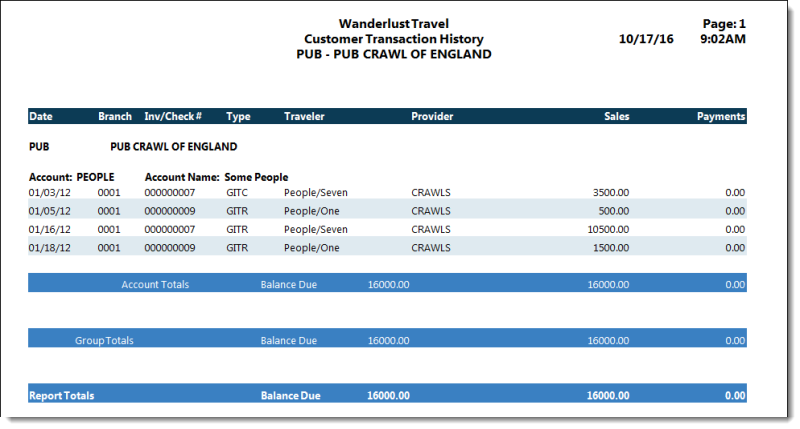 Wanderlust Travel Page: 1
Customer Transaction History 10/17/16 9:02AM
PUB - PUB CRAWL OF ENGLAND
Date Branch Inv/Check # Type Traveler Provider Sales Payments
PUB PUB CRAWL OF ENGLAND
Account: PEOPLE Account Name: Some People
01/03/12 0001 000000007 GITC People/Seven CRAWLS 3500.00 0.00
01/05/12 0001 000000009 GITR People/One CRAWLS 500.00 0.00
01/16/12 0001 000000007 GITR People/Seven CRAWLS 10500.00 0.00
01/18/12 0001 000000009 GITR People/One CRAWLS 1500.00 0.00
Account Totals Balance Due 16000.00 16000.00 0.00
Group Totals Balance Due 16000.00 16000.00 0.00
Report Totals Balance Due 16000.00 16000.00 0.00